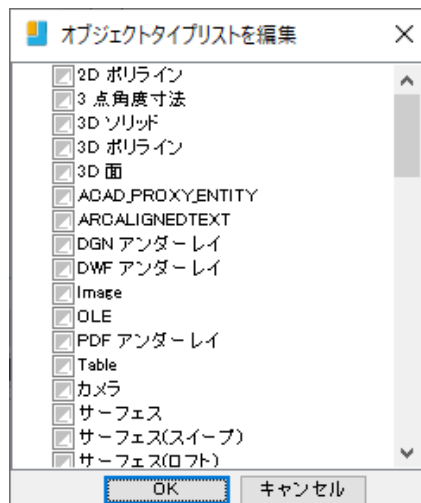 オブジェクトタイプリストを編集
2D ポリライン
3 点角度寸法
3D ソリッド
3D ポリライン
3D 面
ACAD_PROXY_ENTITY
ARCALIGNEDTEXT
DGN アンダーレイ
DWF アンダーレイ
Image
OLE
PDF アンダーレイ
Table
カメラ
サーフェス
サーフェス(スイープ)
サーフェス(ロフト)
OK キャンセル